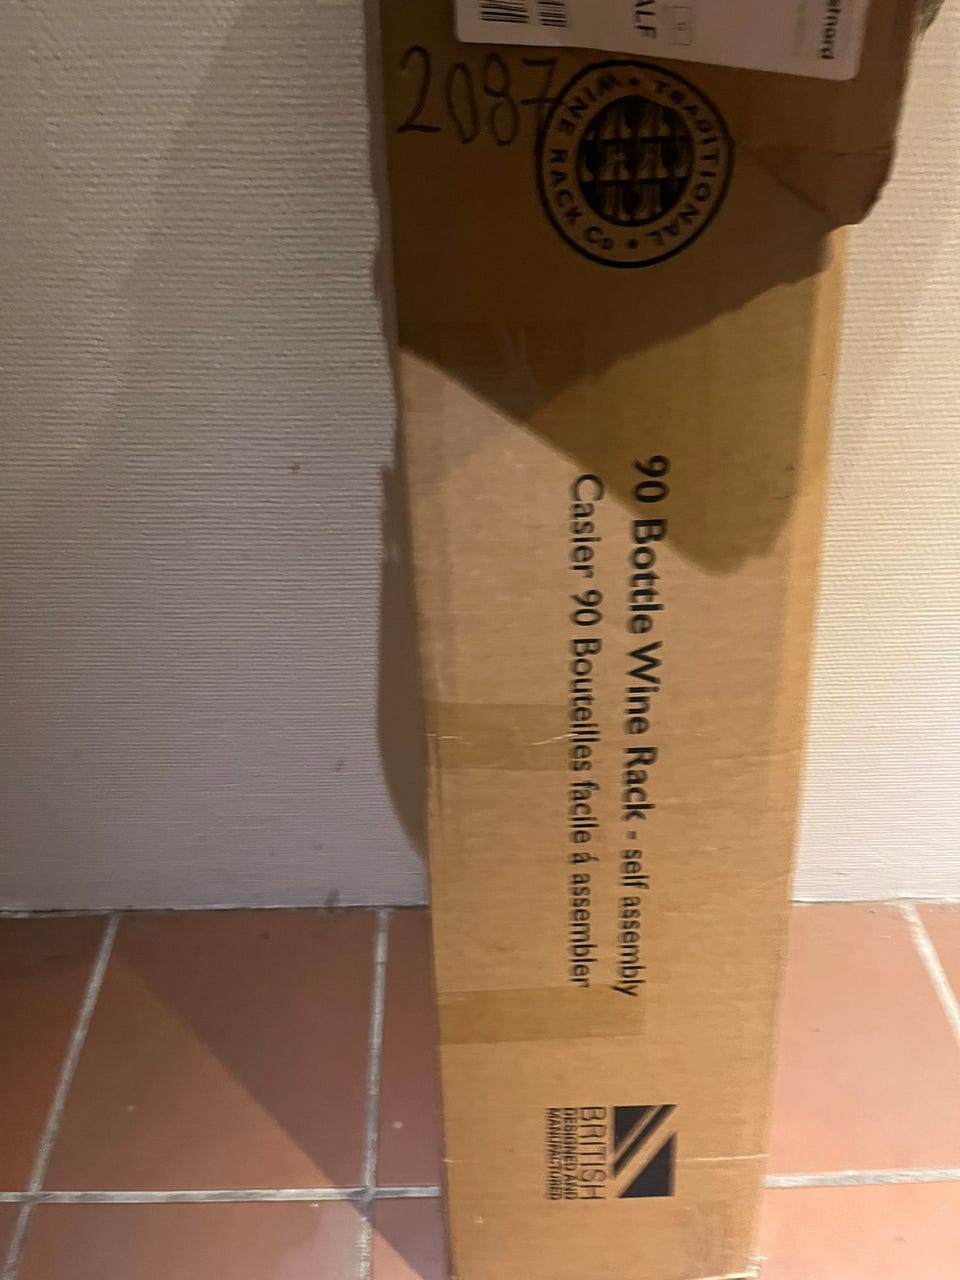 2087
TRADITIONAL
WINE RACK Co
90 Bottle Wine Rack - self assembly
Casier 90 Bouteilles facile á assembler
BRITISH
DESIGNED AND
MANUFACTURED